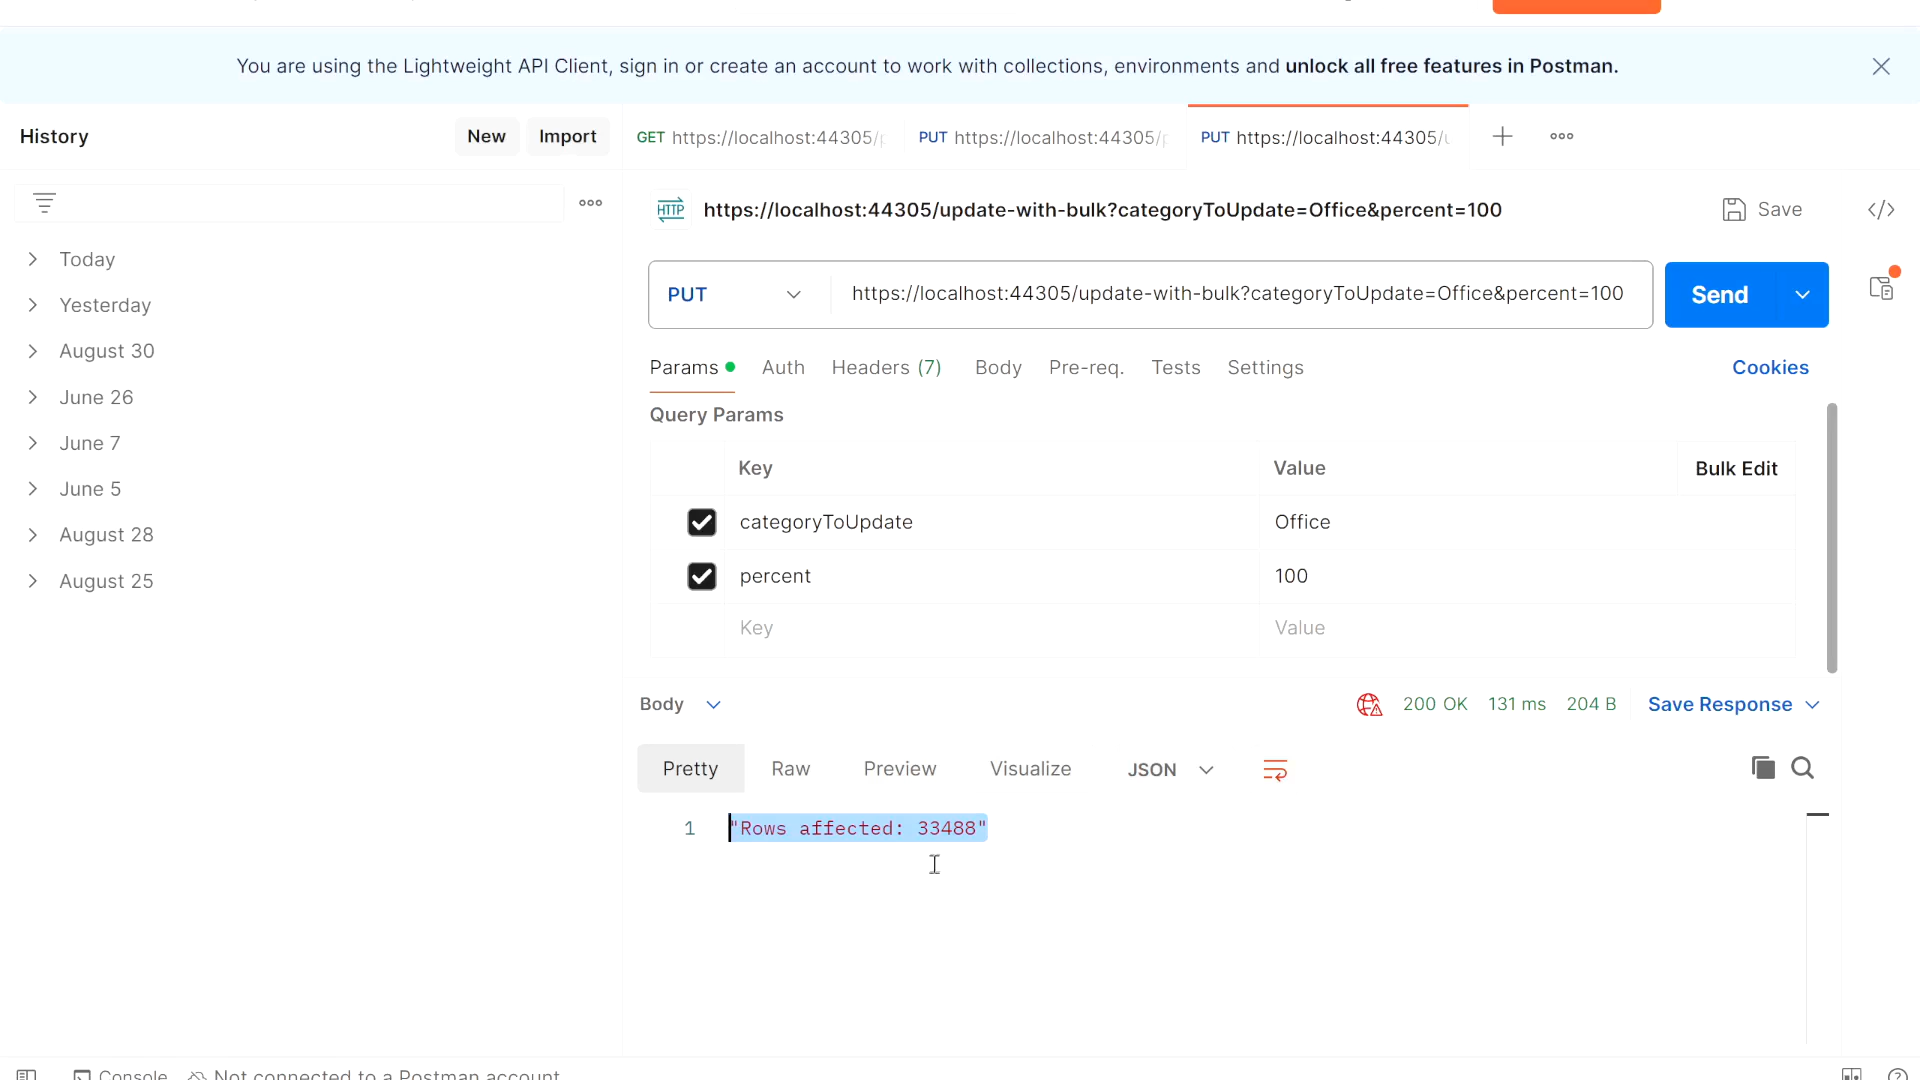 You are using the Lightweight API Client, sign in or create an account to work with collections, environments and unlock all free features in Postman.
History
New
Import
GET https://localhost:44305/
PUT https://localhost:44305/
PUT https://localhost:44305/
HTTP
https://localhost:44305/update-with-bulk?categoryToUpdate=Office&percent=100
Save
</>
Today
Yesterday
August 30
June 26
June 7
June 5
August 28
August 25
PUT
https://localhost:44305/update-with-bulk?categoryToUpdate=Office&percent=100
Send
Params
Auth
Headers (7)
Body
Pre-req.
Tests
Settings
Cookies
Query Params
Key
Value
Bulk Edit
categoryToUpdate
Office
percent
100
Key
Value
Body
200 OK
131 ms
204 B
Save Response
Pretty
Raw
Preview
Visualize
JSON
1
"Rows affected: 33488"
Console
Not connected to a Postman account